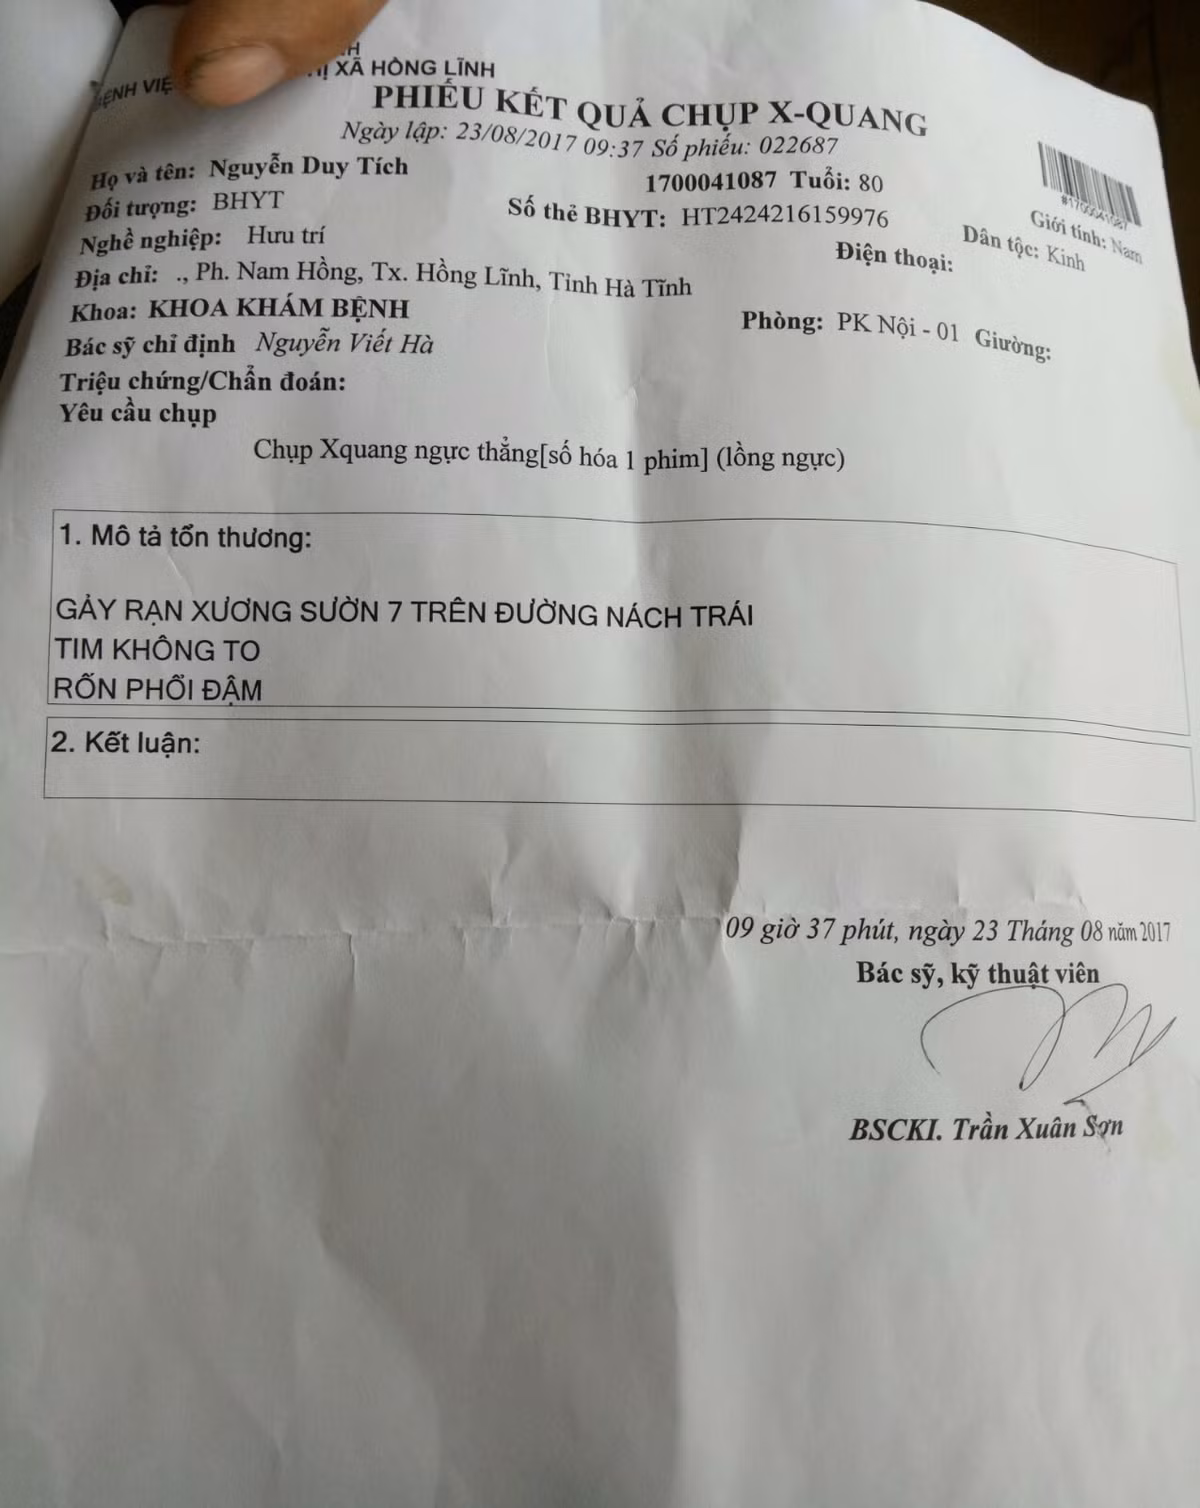 BỆNH VIỆ
THỊ XÃ HỒNG LĨNH
PHIẾU KẾT QUẢ CHỤP X-QUANG
Ngày lập: 23/08/2017 09:37 Số phiếu: 022687
#1700041087
Họ và tên: Nguyễn Duy Tích 1700041087 Tuổi: 80 Giới tính: Nam
Đối tượng: BHYT Số thẻ BHYT: HT2424216159976 Dân tộc: Kinh
Nghề nghiệp: Hưu trí Điện thoại:
Địa chỉ: ., Ph. Nam Hồng, Tx. Hồng Lĩnh, Tỉnh Hà Tĩnh
Khoa: KHOA KHÁM BỆNH Phòng: PK Nội - 01 Giường:
Bác sỹ chỉ định Nguyễn Viết Hà
Triệu chứng/Chẩn đoán:
Yêu cầu chụp
Chụp Xquang ngực thẳng[số hóa 1 phim] (lồng ngực)
1. Mô tả tổn thương:
GẢY RẠN XƯƠNG SƯỜN 7 TRÊN ĐƯỜNG NÁCH TRÁI
TIM KHÔNG TO
RỐN PHỔI ĐẬM
2. Kết luận:
09 giờ 37 phút, ngày 23 Tháng 08 năm 2017
Bác sỹ, kỹ thuật viên
BSCKI. Trần Xuân Sơn